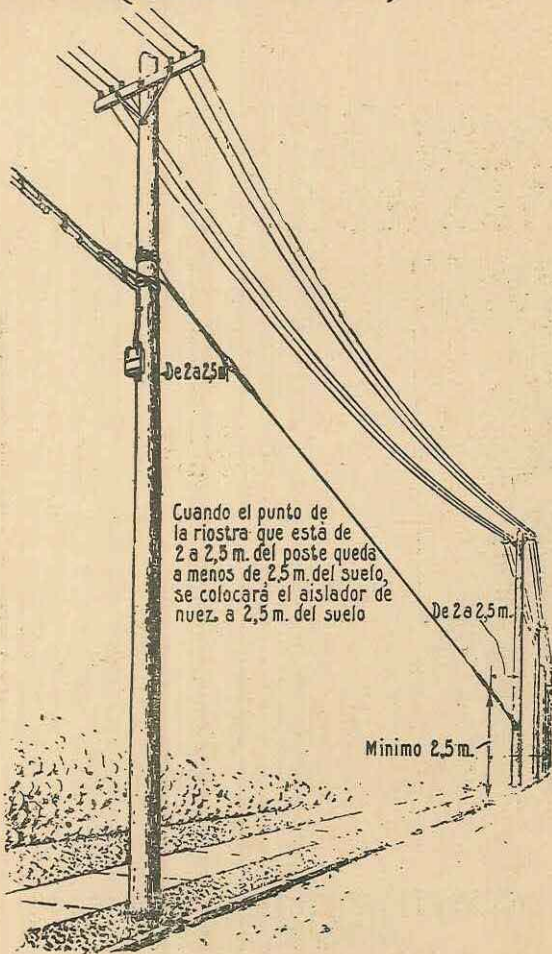 De 2 a 2,5 m
Cuando el punto de
la riostra que está de
2 a 2,5 m. del poste queda
a menos de 2,5 m. del suelo,
se colocará el aislador de
nuez a 2,5 m. del suelo
De 2 a 2,5 m.
Minimo 2,5 m.